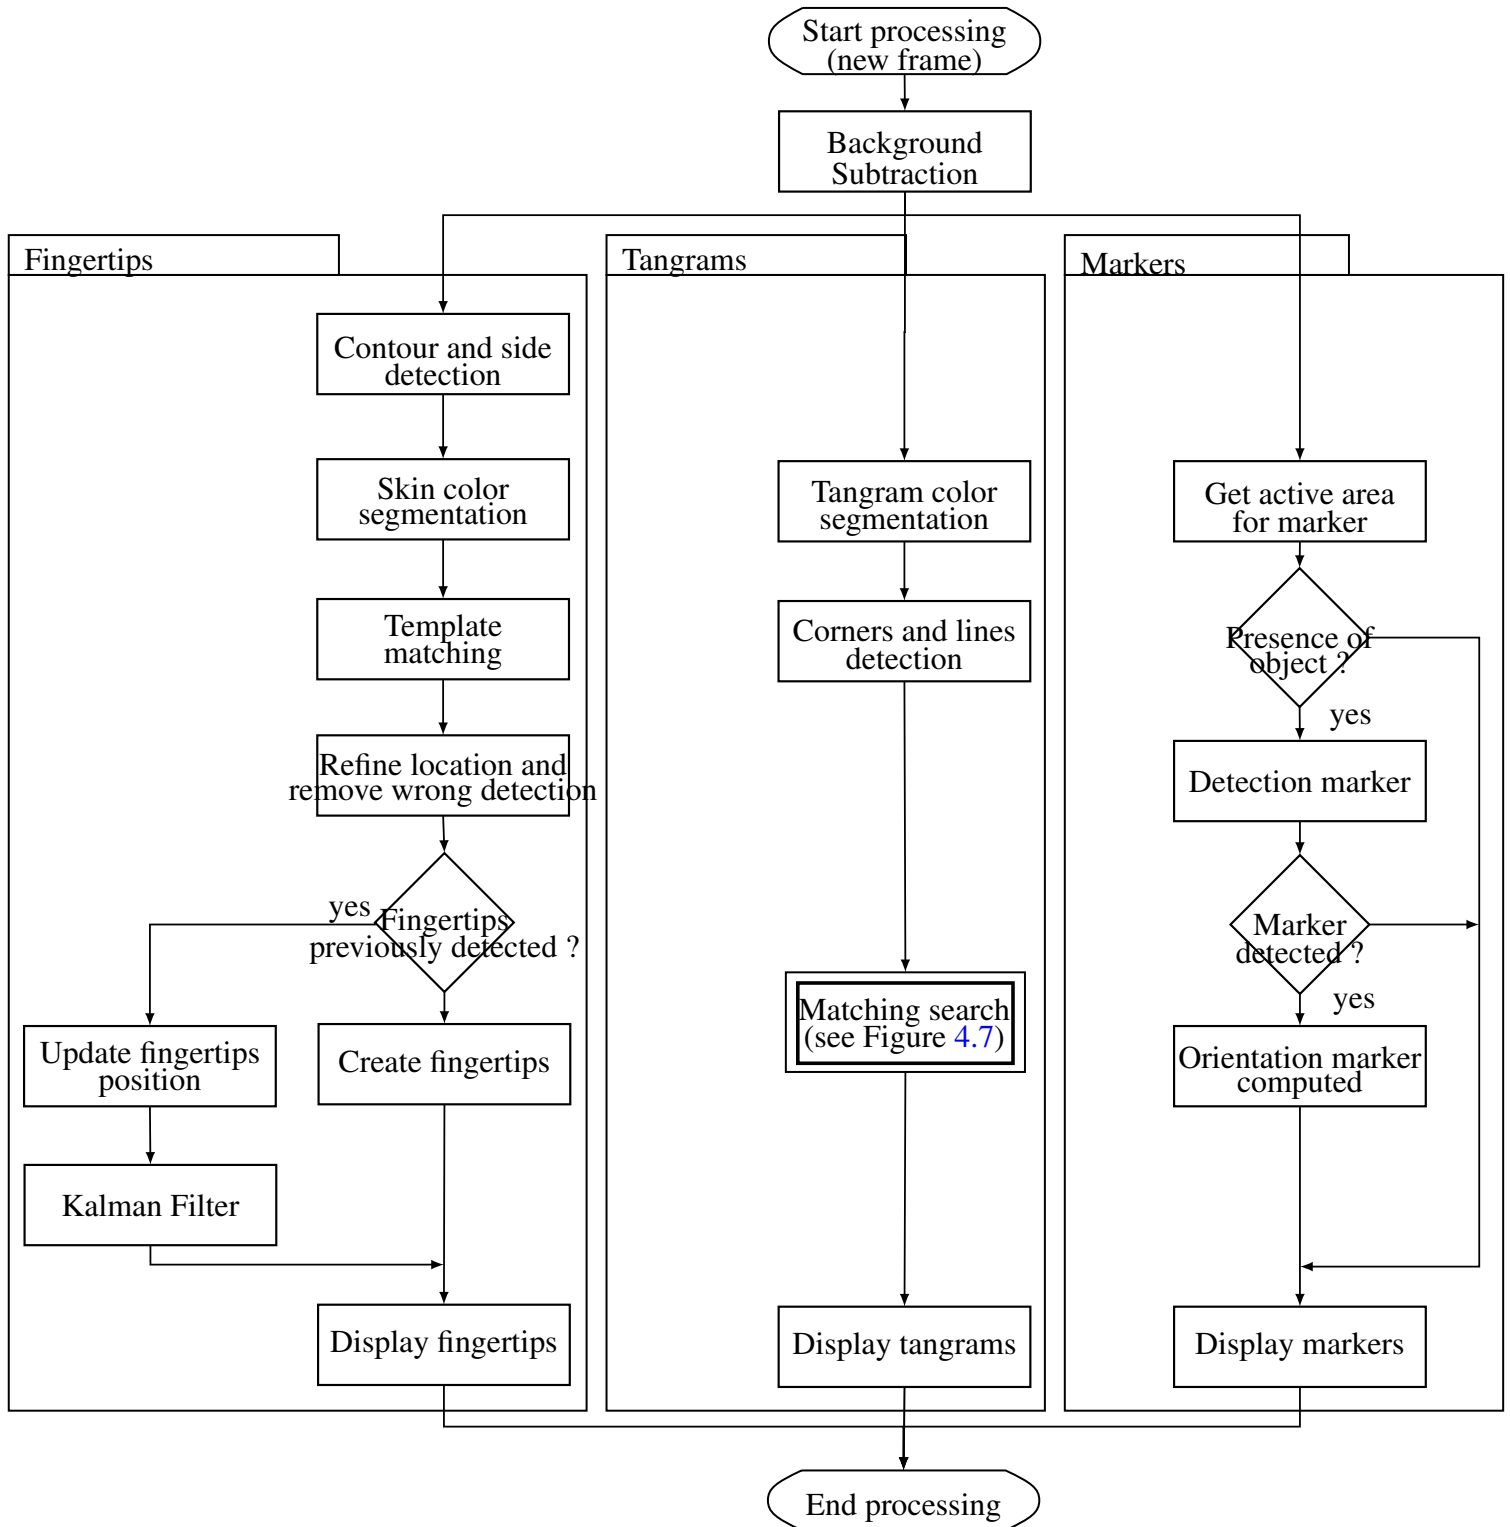 Start processing
(new frame)
Background
Subtraction
Fingertips
Contour and side
detection
Skin color
segmentation
Template
matching
Refine location and
remove wrong detection
yes
Fingertips
previously detected ?
Update fingertips
position
Create fingertips
Kalman Filter
Display fingertips
Tangrams
Tangram color
segmentation
Corners and lines
detection
Matching search
(see Figure 4.7)
Display tangrams
Markers
Get active area
for marker
Presence of
object ?
yes
Detection marker
Marker
detected ?
yes
Orientation marker
computed
Display markers
End processing